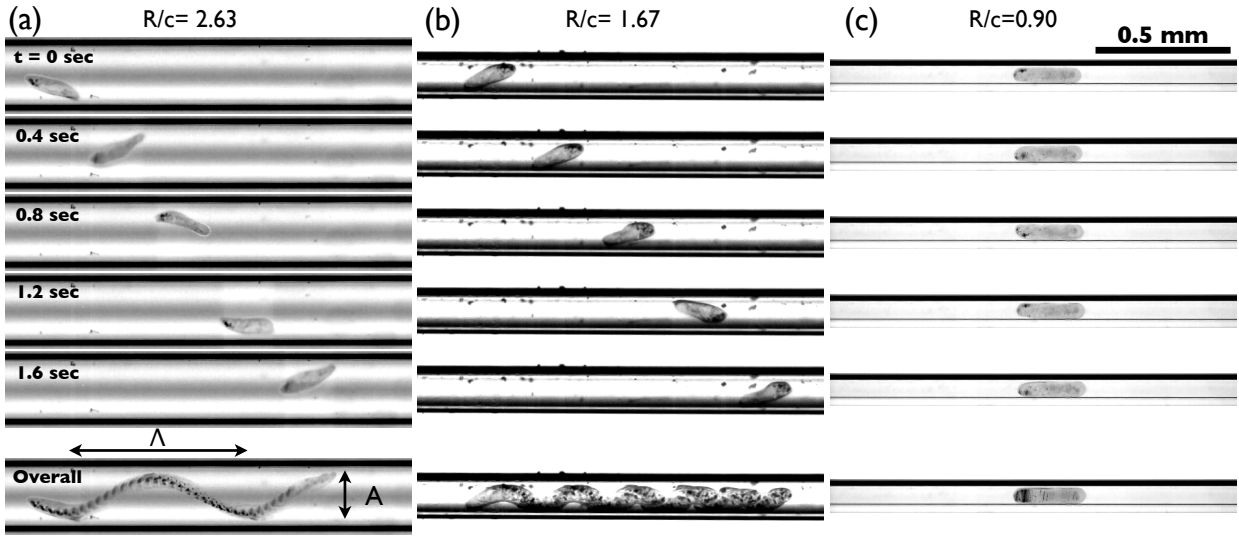 (a) R/c= 2.63
(b) R/c= 1.67
(c) R/c=0.90
0.5 mm
t = 0 sec
0.4 sec
0.8 sec
1.2 sec
1.6 sec
Λ
Overall
A